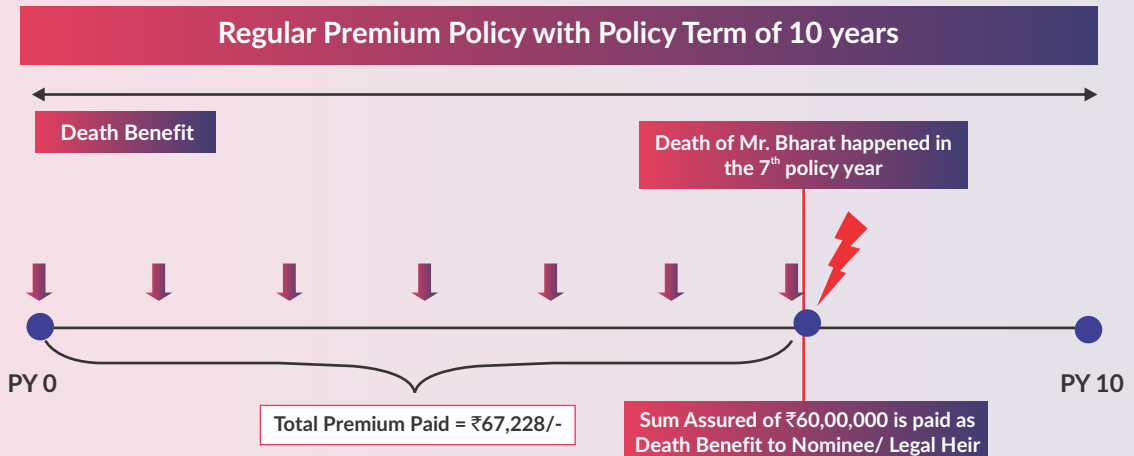 Regular Premium Policy with Policy Term of 10 years
Death Benefit
Death of Mr. Bharat happened in
the 7th policy year
PY 0
PY 10
Total Premium Paid = ₹67,228/-
Sum Assured of ₹60,00,000 is paid as
Death Benefit to Nominee/ Legal Heir